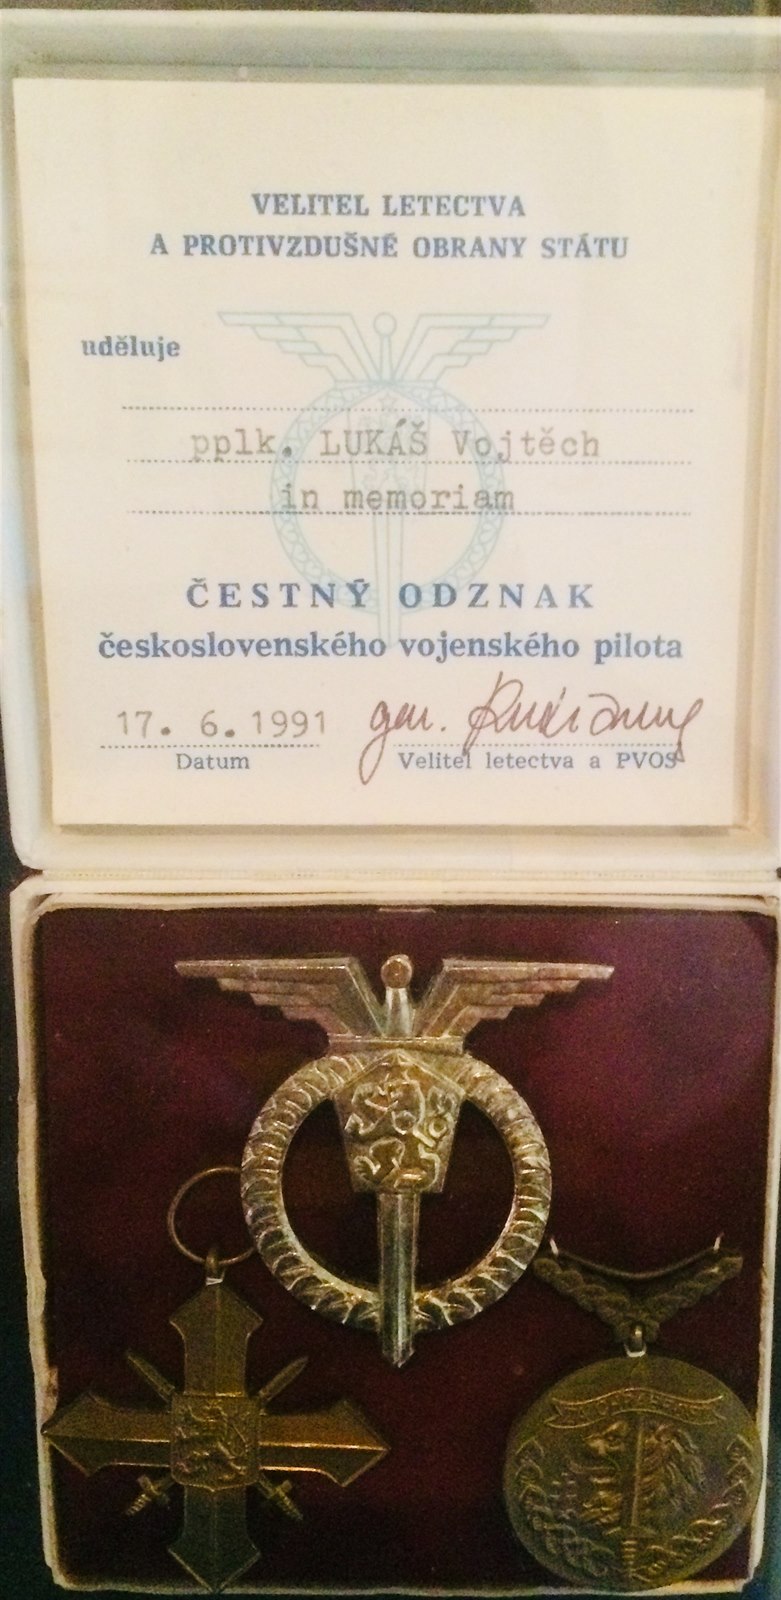 VELITEL LETECTVA
A PROTIVZDUŠNÉ OBRANY STÁTU
uděluje
pplk. LUKÁŠ Vojtěch
in memoriam
ČESTNÝ ODZNAK
československého vojenského pilota
17. 6. 1991 gen.
Datum Velitel letectva a PVOS